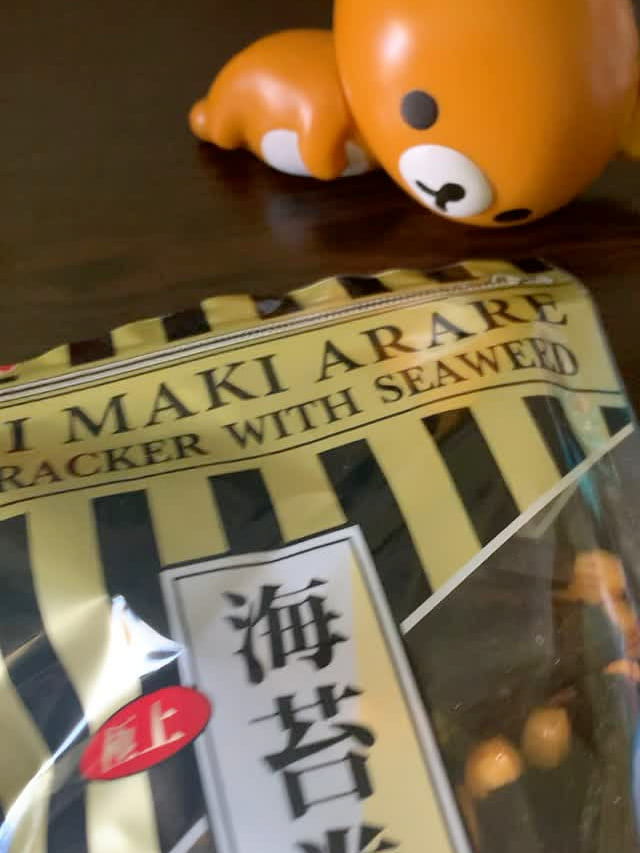 I MAKI ARARE
RACKER WITH SEAWEED
極上
海苔